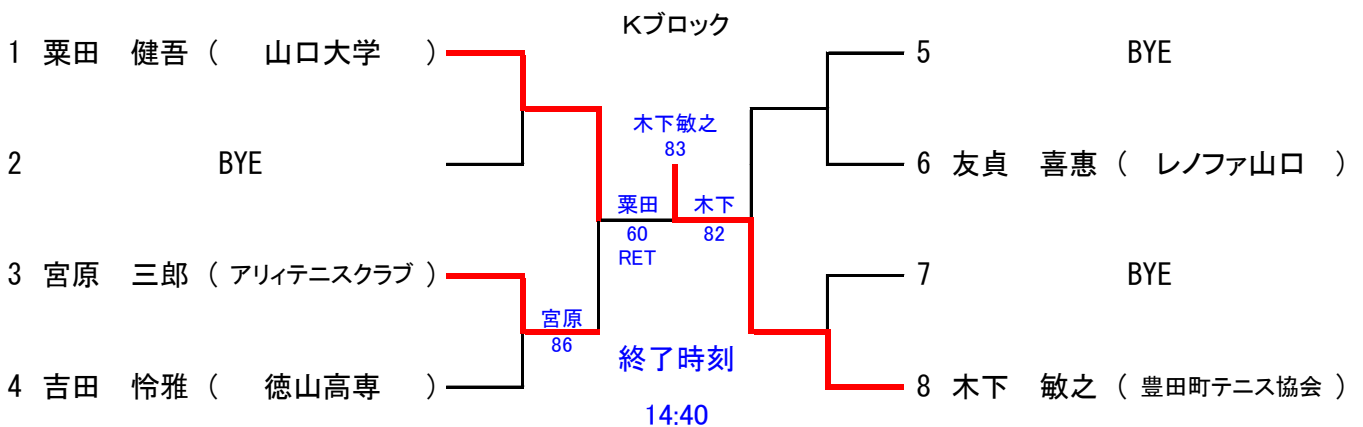 Kブロック
1 粟田 健吾 ( 山口大学 )
2 BYE
3 宮原 三郎 ( アリィテニスクラブ )
4 吉田 怜雅 ( 徳山高専 )
宮原
86
粟田
60
RET
木下敏之
83
木下
82
終了時刻
14:40
5 BYE
6 友貞 喜惠 ( レノファ山口 )
7 BYE
8 木下 敏之 ( 豊田町テニス協会 )